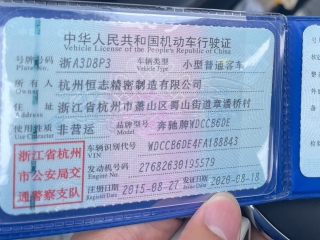 中华人民共和国机动车行驶证
Vehicle License of the People's Republic of China
号牌号码 浙A3D8P3 车辆类型 小型普通客车
Plate No. Vehicle Type
所有人 杭州恒志精密制造有限公司
Owner
住址 浙江省杭州市萧山区蜀山街道章潘桥村
Address
使用性质 非营运 品牌型号 奔驰牌WDCCB6DE
Use Character Model
浙江省杭州市公安局交通警察支队
车辆识别代号 WDCCB6DE4FA188843
VIN
发动机号码 27682630195579
Engine No.
注册日期 2015-08-27 发证日期 2020-08-18
Register Date Issue Date